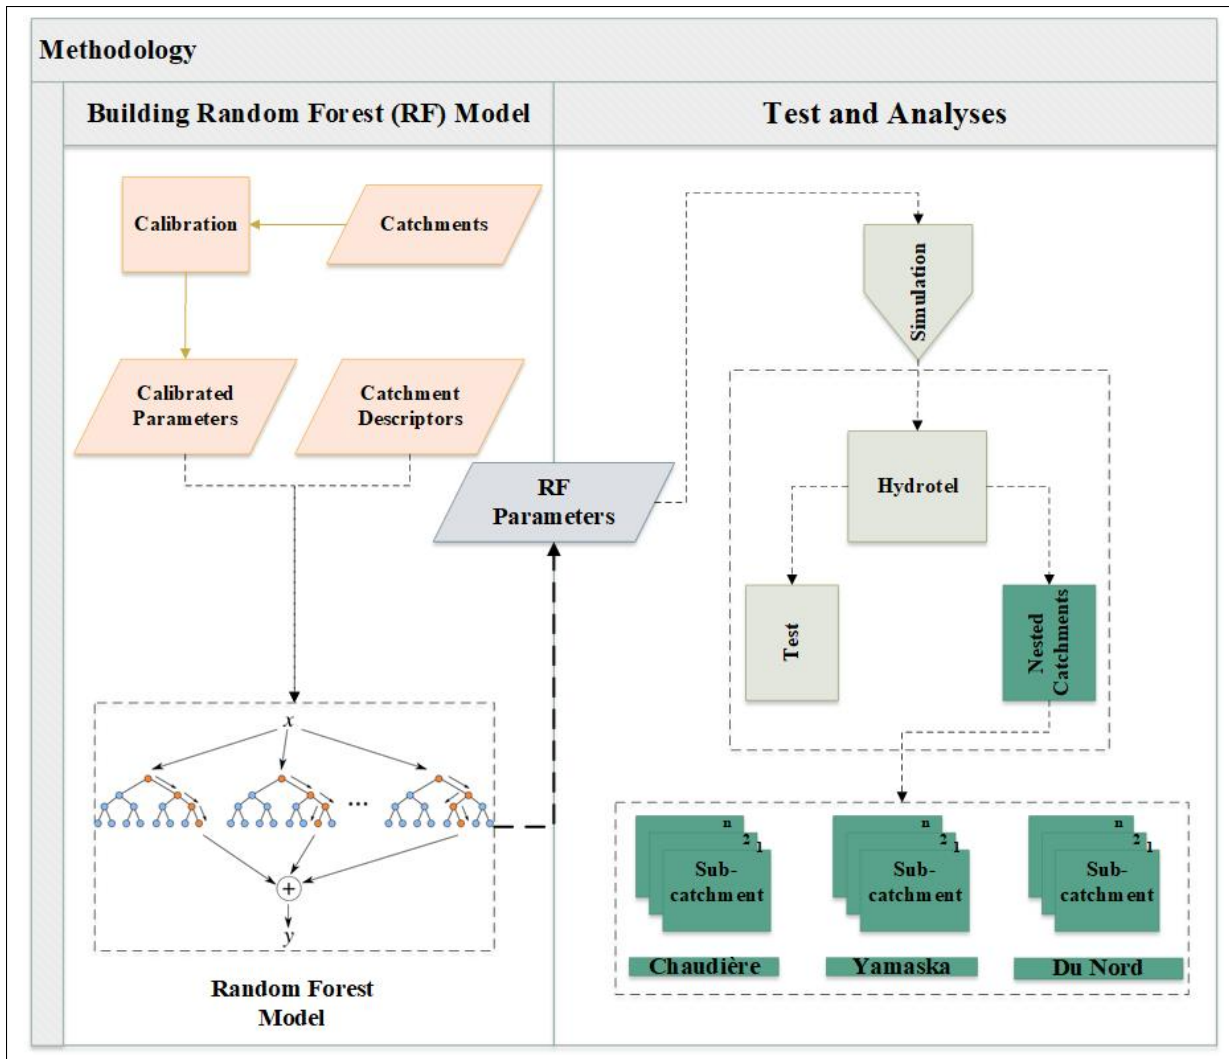 Methodology
Building Random Forest (RF) Model
Test and Analyses
Calibration
Catchments
Calibrated
Parameters
Catchment
Descriptors
RF
Parameters
Simulation
Hydrotel
Test
Nested
Catchments
x
...
+
y
Random Forest
Model
n
2
1
Sub-
catchment
Chaudière
n
2
1
Sub-
catchment
Yamaska
n
2
1
Sub-
catchment
Du Nord